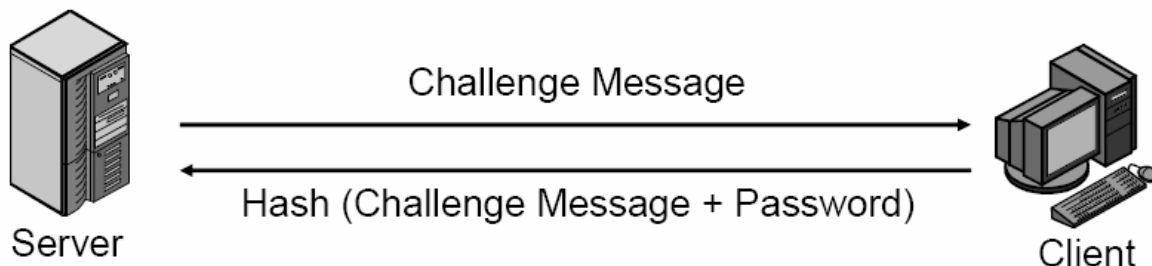 Challenge Message
Hash (Challenge Message + Password)
Server
Client